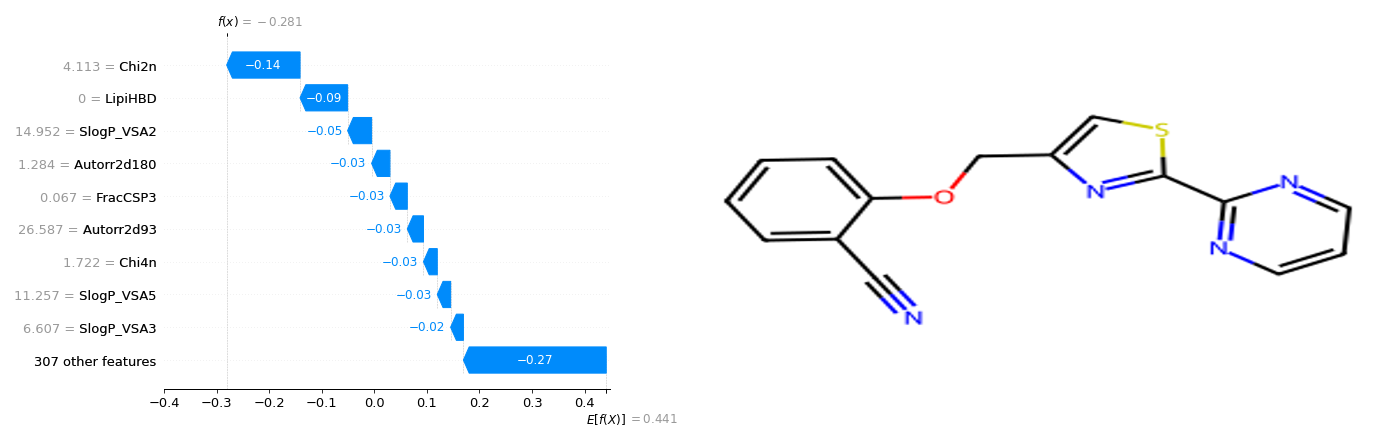 f(x) = −0.281
4.113 = Chi2n
−0.14
0 = LipiHBD
−0.09
14.952 = SlogP_VSA2
−0.05
1.284 = Autorr2d180
−0.03
0.067 = FracCSP3
−0.03
26.587 = Autorr2d93
−0.03
1.722 = Chi4n
−0.03
11.257 = SlogP_VSA5
−0.03
6.607 = SlogP_VSA3
−0.02
307 other features
−0.27
−0.4 −0.3 −0.2 −0.1 0.0 0.1 0.2 0.3 0.4
E[f(X)] = 0.441
S
N
N
O
N
N